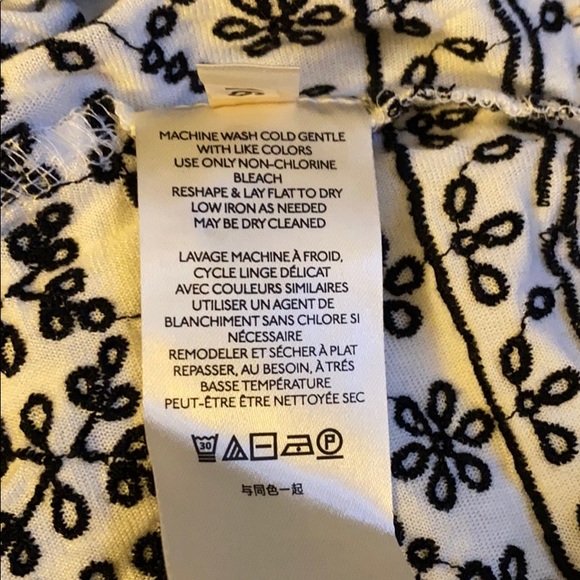 MACHINE WASH COLD GENTLE
WITH LIKE COLORS
USE ONLY NON-CHLORINE
BLEACH
RESHAPE & LAY FLAT TO DRY
LOW IRON AS NEEDED
MAY BE DRY CLEANED
LAVAGE MACHINE À FROID,
CYCLE LINGE DÉLICAT
AVEC COULEURS SIMILAIRES
UTILISER UN AGENT DE
BLANCHIMENT SANS CHLORE SI
NÉCESSAIRE
REMODELER ET SÉCHER À PLAT
REPASSER, AU BESOIN, À TRÉS
BASSE TEMPÉRATURE
PEUT-ÊTRE ÊTRE NETTOYÉE SEC
30 P
与同色一起